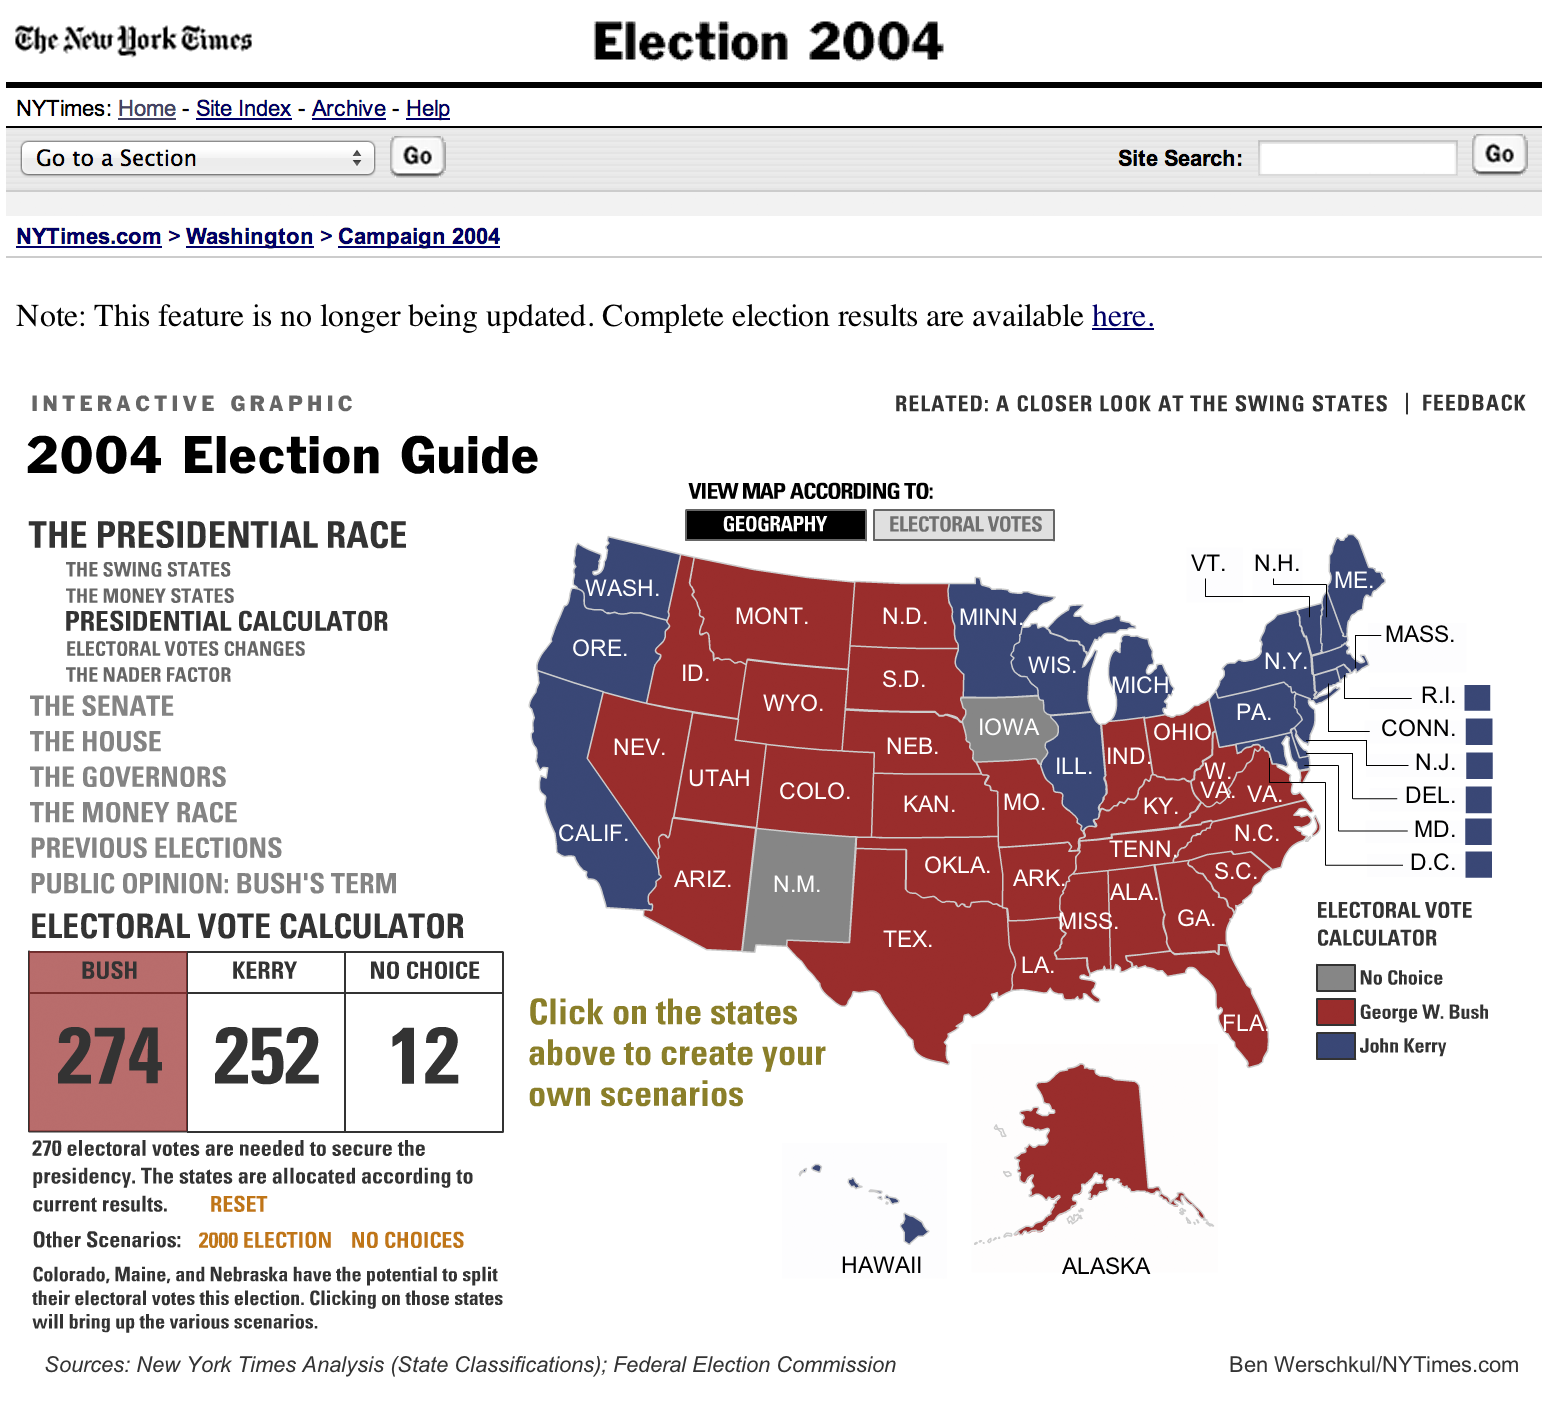 The New York Times
Election 2004
NYTimes: Home - Site Index - Archive - Help
Go to a Section
Go
Site Search:
Go
NYTimes.com > Washington > Campaign 2004
Note: This feature is no longer being updated. Complete election results are available here.
INTERACTIVE GRAPHIC
RELATED: A CLOSER LOOK AT THE SWING STATES | FEEDBACK
2004 Election Guide
THE PRESIDENTIAL RACE
THE SWING STATES
THE MONEY STATES
PRESIDENTIAL CALCULATOR
ELECTORAL VOTES CHANGES
THE NADER FACTOR
THE SENATE
THE HOUSE
THE GOVERNORS
THE MONEY RACE
PREVIOUS ELECTIONS
PUBLIC OPINION: BUSH'S TERM
ELECTORAL VOTE CALCULATOR
BUSH
KERRY
NO CHOICE
274
252
12
270 electoral votes are needed to secure the
presidency. The states are allocated according to
current results.
RESET
Other Scenarios: 2000 ELECTION NO CHOICES
Colorado, Maine, and Nebraska have the potential to split
their electoral votes this election. Clicking on those states
will bring up the various scenarios.
VIEW MAP ACCORDING TO:
GEOGRAPHY
ELECTORAL VOTES
WASH.
ORE.
CALIF.
ID.
NEV.
MONT.
WYO.
UTAH
ARIZ.
COLO.
N.M.
N.D.
S.D.
NEB.
KAN.
OKLA.
TEX.
MINN.
IOWA
MO.
ARK.
LA.
WIS.
ILL.
MICH
IND.
OHIO
KY.
TENN.
MISS.
ALA.
GA.
FLA.
S.C.
N.C.
VA.
W.
VA.
PA.
N.Y.
VT.
N.H.
ME.
MASS.
R.I.
CONN.
N.J.
DEL.
MD.
D.C.
HAWAII
ALASKA
Click on the states
above to create your
own scenarios
ELECTORAL VOTE
CALCULATOR
No Choice
George W. Bush
John Kerry
Sources: New York Times Analysis (State Classifications); Federal Election Commission
Ben Werschkul/NYTimes.com